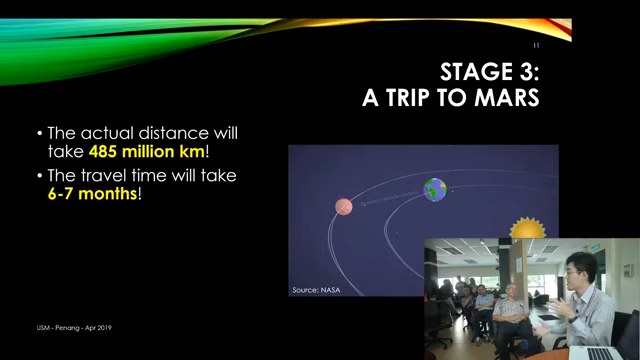 11
STAGE 3:
A TRIP TO MARS
• The actual distance will
take 485 million km!
• The travel time will take
6-7 months!
Source: NASA
USM - Penang - Apr 2019